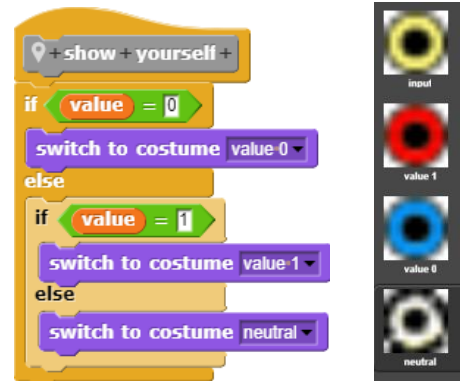 + show + yourself +
if value = 0
switch to costume value 0
else
if value = 1
switch to costume value 1
else
switch to costume neutral
input
value 1
value 0
neutral